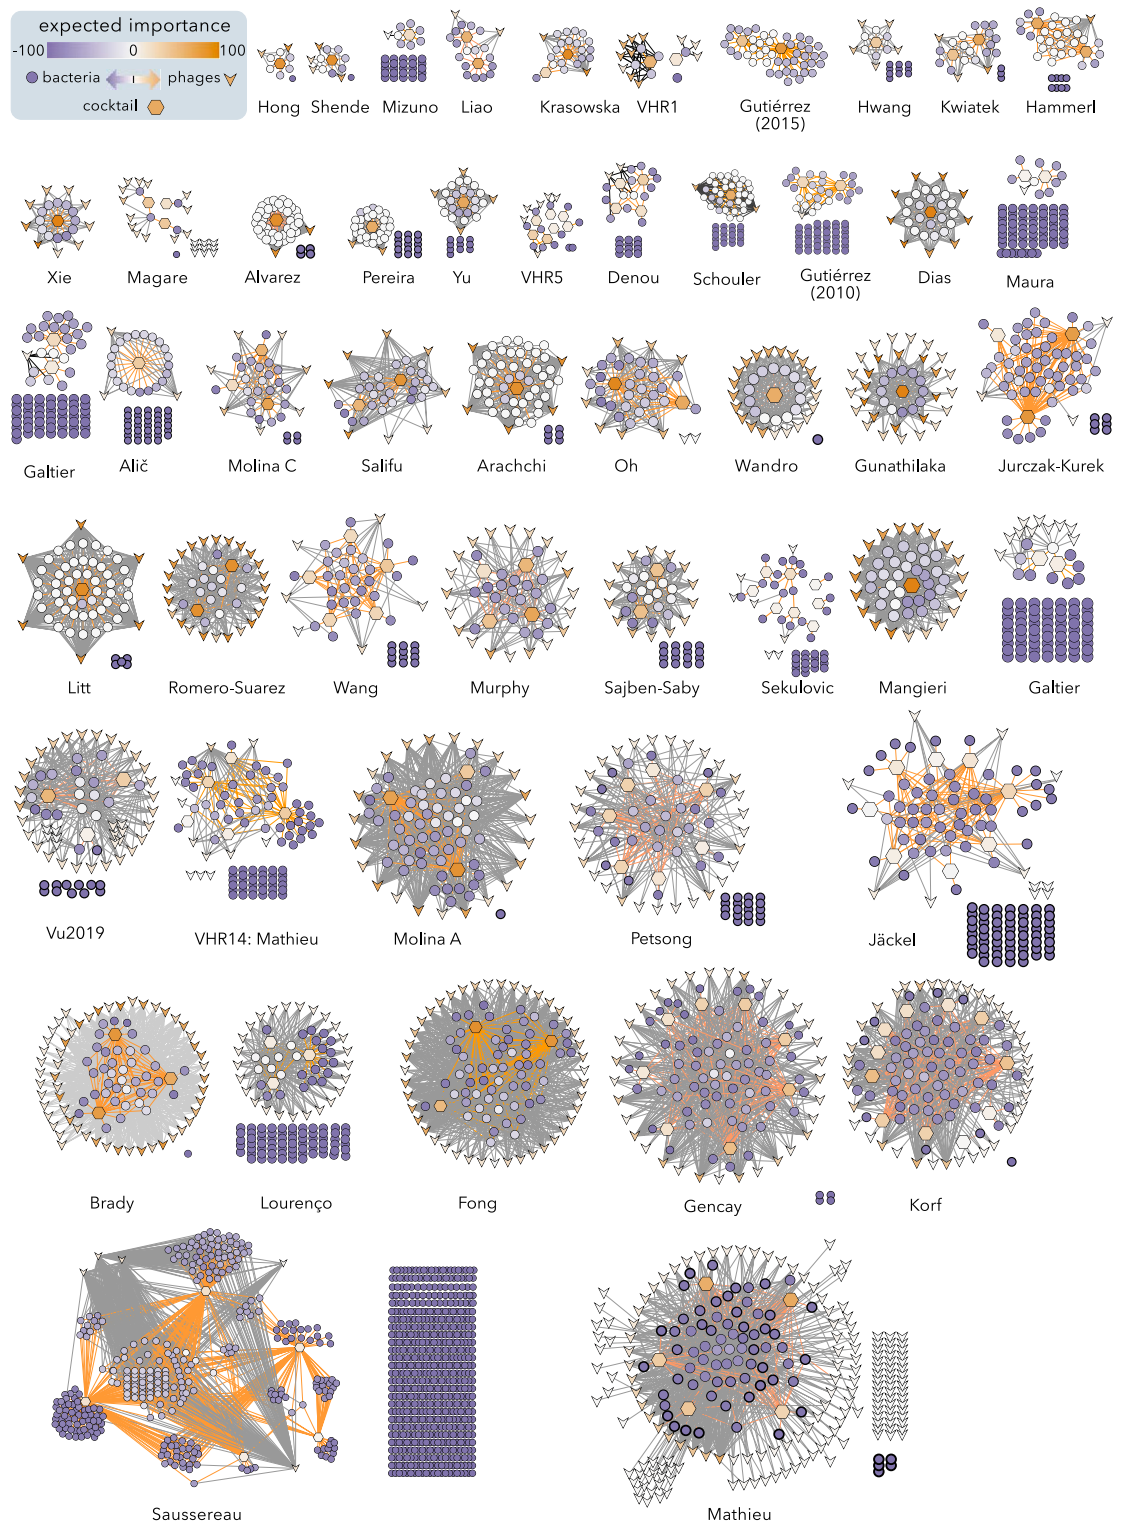 expected importance
-100 0 100
bacteria phages
cocktail
Hong Shende Mizuno Liao Krasowska VHR1 Gutiérrez Hwang Kwiatek Hammerl
(2015)
Xie Magare Alvarez Pereira Yu VHR5 Denou Schouler Gutiérrez Dias Maura
(2010)
Galtier Alič Molina C Salifu Arachchi Oh Wandro Gunathilaka Jurczak-Kurek
Litt Romero-Suarez Wang Murphy Sajben-Saby Sekulovic Mangieri Galtier
Vu2019 VHR14: Mathieu Molina A Petsong Jäckel
Brady Lourenço Fong Gencay Korf
Saussereau Mathieu